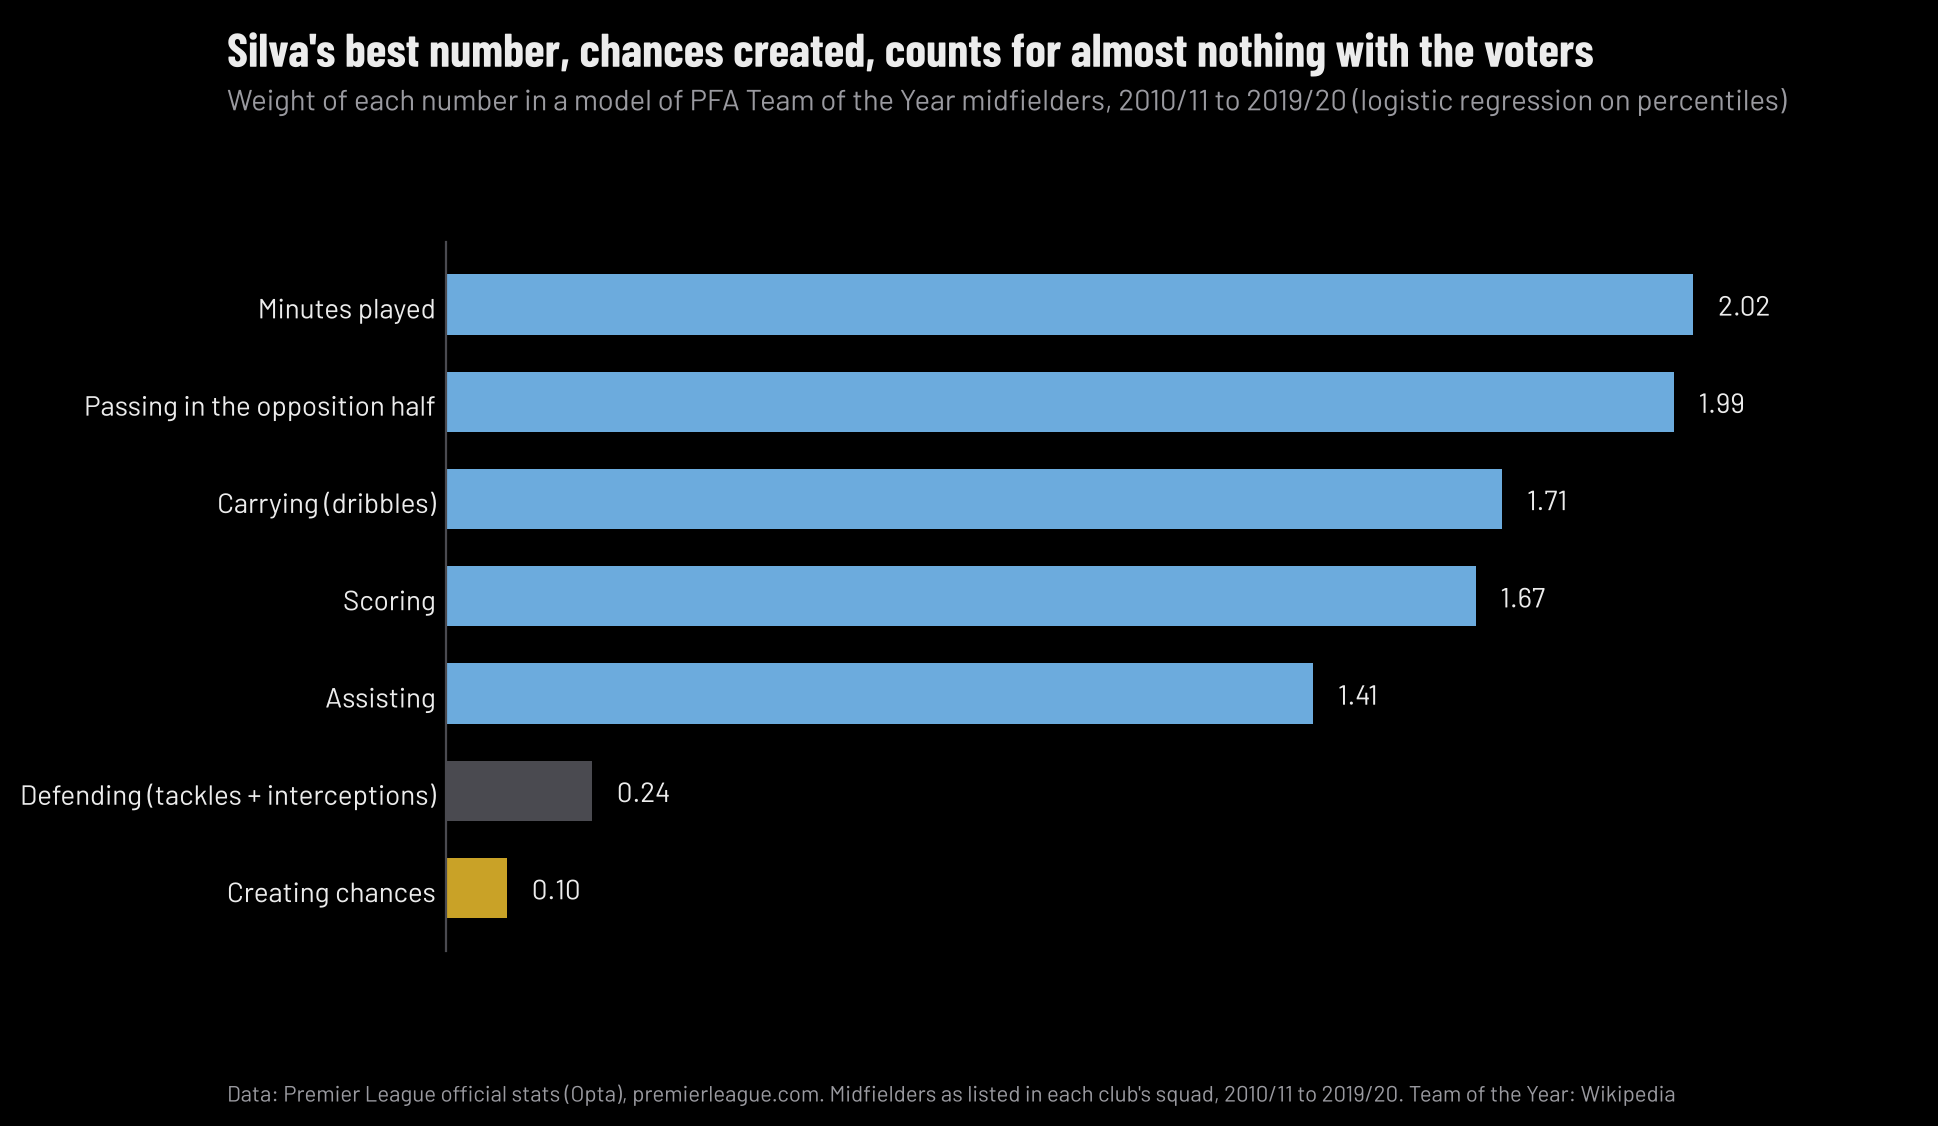 Silva's best number, chances created, counts for almost nothing with the voters
Weight of each number in a model of PFA Team of the Year midfielders, 2010/11 to 2019/20 (logistic regression on percentiles)
Minutes played 2.02
Passing in the opposition half 1.99
Carrying (dribbles) 1.71
Scoring 1.67
Assisting 1.41
Defending (tackles + interceptions) 0.24
Creating chances 0.10
Data: Premier League official stats (Opta), premierleague.com. Midfielders as listed in each club's squad, 2010/11 to 2019/20. Team of the Year: Wikipedia